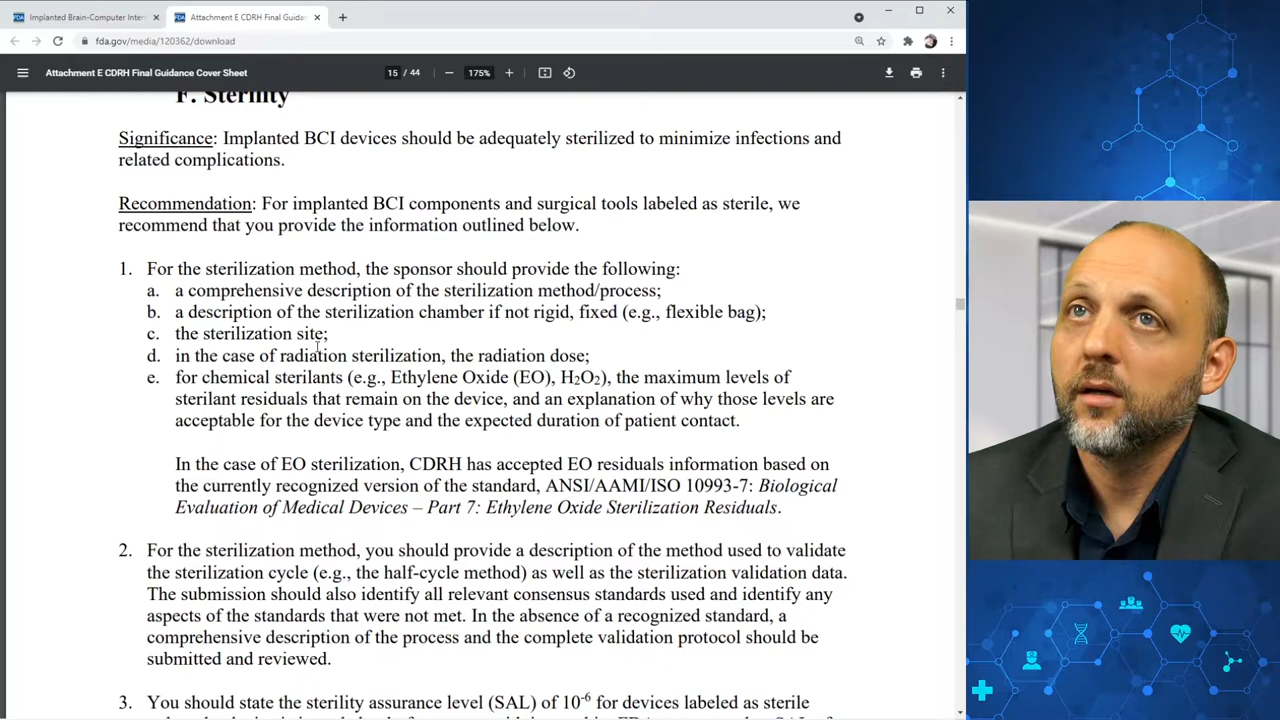 Implanted Brain-Computer Inter
Attachment E CDRH Final Guidan
fda.gov/media/120362/download
Attachment E CDRH Final Guidance Cover Sheet
15 / 44
175%
F. Sterility
Significance: Implanted BCI devices should be adequately sterilized to minimize infections and
related complications.
Recommendation: For implanted BCI components and surgical tools labeled as sterile, we
recommend that you provide the information outlined below.
1. For the sterilization method, the sponsor should provide the following:
a. a comprehensive description of the sterilization method/process;
b. a description of the sterilization chamber if not rigid, fixed (e.g., flexible bag);
c. the sterilization site;
d. in the case of radiation sterilization, the radiation dose;
e. for chemical sterilants (e.g., Ethylene Oxide (EO), H2O2), the maximum levels of
sterilant residuals that remain on the device, and an explanation of why those levels are
acceptable for the device type and the expected duration of patient contact.
In the case of EO sterilization, CDRH has accepted EO residuals information based on
the currently recognized version of the standard, ANSI/AAMI/ISO 10993-7: Biological
Evaluation of Medical Devices – Part 7: Ethylene Oxide Sterilization Residuals.
2. For the sterilization method, you should provide a description of the method used to validate
the sterilization cycle (e.g., the half-cycle method) as well as the sterilization validation data.
The submission should also identify all relevant consensus standards used and identify any
aspects of the standards that were not met. In the absence of a recognized standard, a
comprehensive description of the process and the complete validation protocol should be
submitted and reviewed.
3. You should state the sterility assurance level (SAL) of 10-6 for devices labeled as sterile